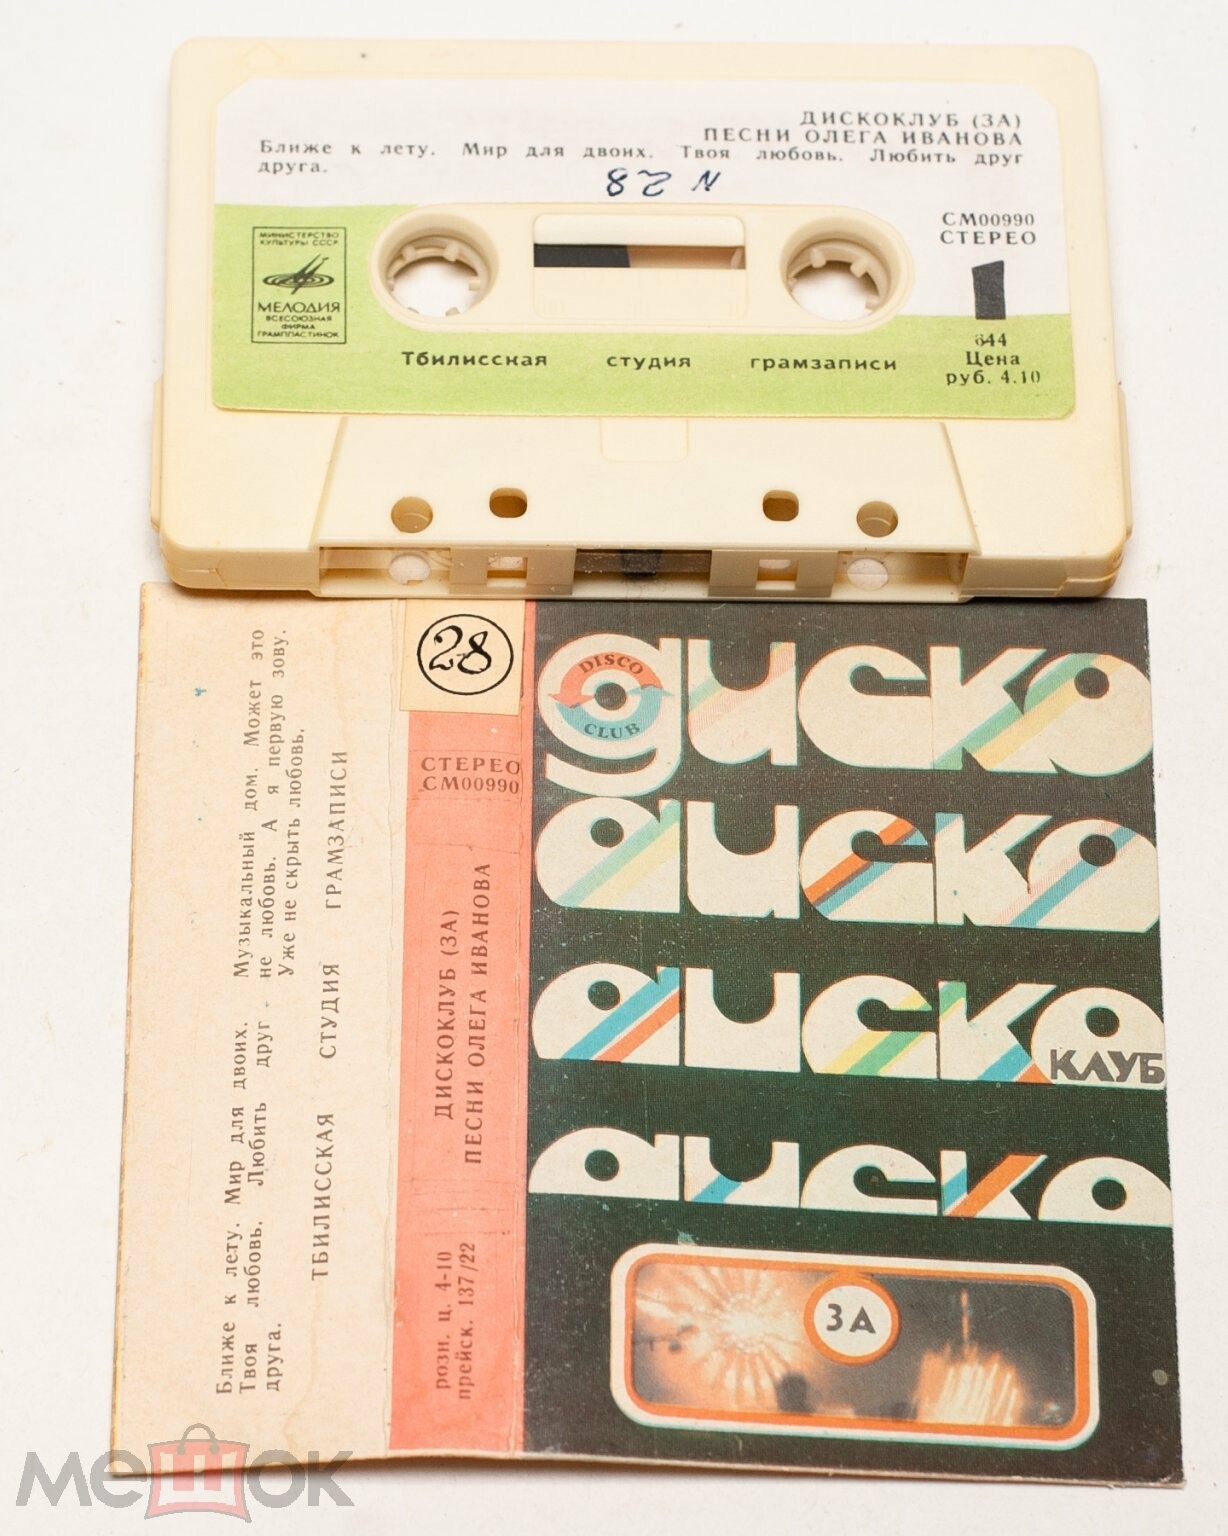 ДИСКОКЛУБ (3А)
ПЕСНИ ОЛЕГА ИВАНОВА
Ближе к лету. Мир для двоих. Твоя любовь. Любить друг
друга.
N 28
МИНИСТЕРСТВО
КУЛЬТУРЫ СССР
МЕЛОДИЯ
ВСЕСОЮЗНАЯ
ФИРМА
ГРАМПЛАСТИНОК
СМ00990
СТЕРЕО
1
644
Цена
руб. 4.10
Тбилисская студия грамзаписи
Ближе к лету. Мир для двоих.
Твоя любовь. Любить друг
друга.
Музыкальный дом. Может это
не любовь. А я первую зову.
Уже не скрыть любовь.
ТБИЛИССКАЯ СТУДИЯ ГРАМЗАПИСИ
28
СТЕРЕО
СМ00990
ДИСКОКЛУБ (3А)
ПЕСНИ ОЛЕГА ИВАНОВА
розн. ц. 4-10
прейск. 137/22
диско
DISCO
CLUB
диско
диско
КЛУБ
диско
3А
мешок